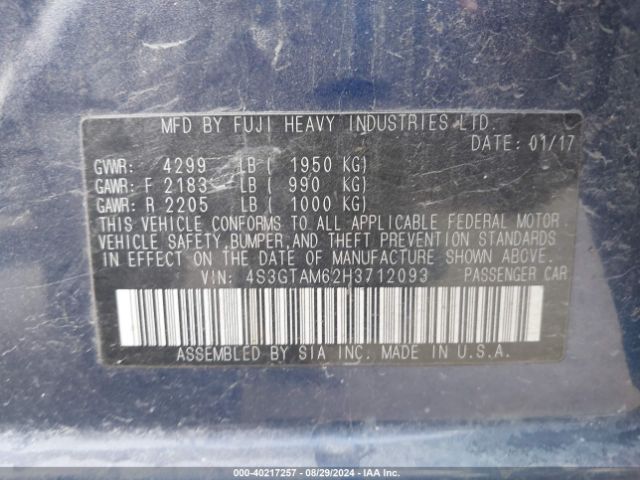 MFD BY FUJI HEAVY INDUSTRIES LTD.
DATE: 01/17
GVWR: 4299 LB ( 1950 KG)
GAWR: F 2183 LB ( 990 KG)
GAWR: R 2205 LB ( 1000 KG)
THIS VEHICLE CONFORMS TO ALL APPLICABLE FEDERAL MOTOR
VEHICLE SAFETY,BUMPER,AND THEFT PREVENTION STANDARDS
IN EFFECT ON THE DATE OF MANUFACTURE SHOWN ABOVE.
VIN: 4S3GTAM62H3712093 PASSENGER CAR
ASSEMBLED BY SIA INC. MADE IN U.S.A.
000-40217257 - 08/29/2024 - IAA Inc.